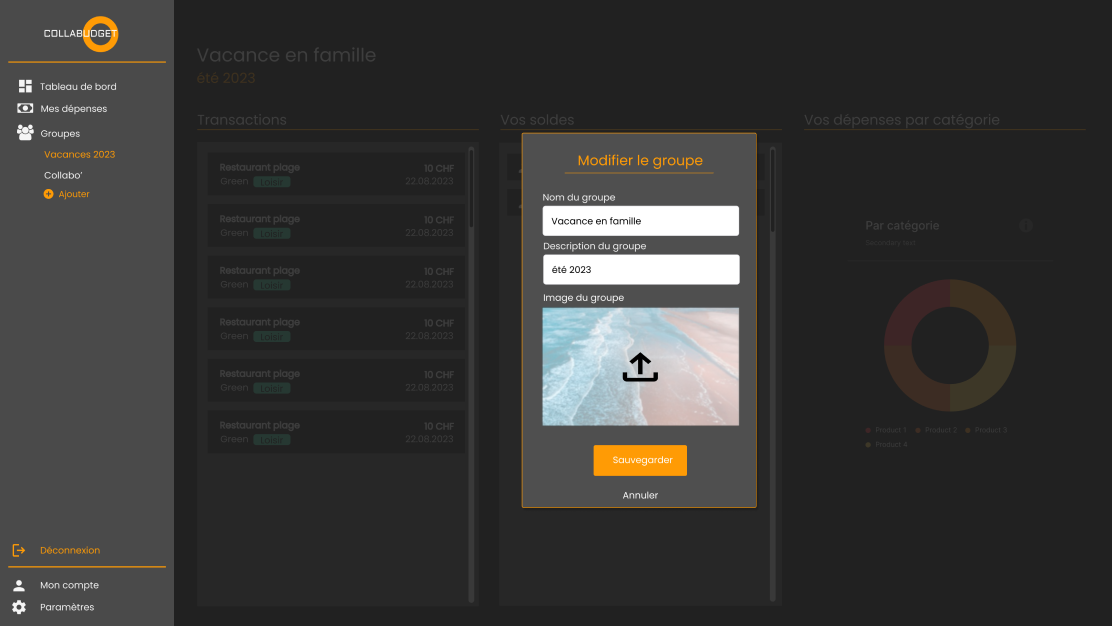 COLLABUDGET
Tableau de bord
Mes dépenses
Groupes
Vacances 2023
Collabo'
Ajouter
Déconnexion
Mon compte
Paramètres
Vacance en famille
été 2023
Transactions
Restaurant plage 10 CHF
Green Loisir 22.08.2023
Restaurant plage 10 CHF
Green Loisir 22.08.2023
Restaurant plage 10 CHF
Green Loisir 22.08.2023
Restaurant plage 10 CHF
Green Loisir 22.08.2023
Restaurant plage 10 CHF
Green Loisir 22.08.2023
Restaurant plage 10 CHF
Green Loisir 22.08.2023
Vos soldes
Modifier le groupe
Nom du groupe
Vacance en famille
Description du groupe
été 2023
Image du groupe
Sauvegarder
Annuler
Vos dépenses par catégorie
Par catégorie
Secondary text
Product 1 Product 2 Product 3
Product 4